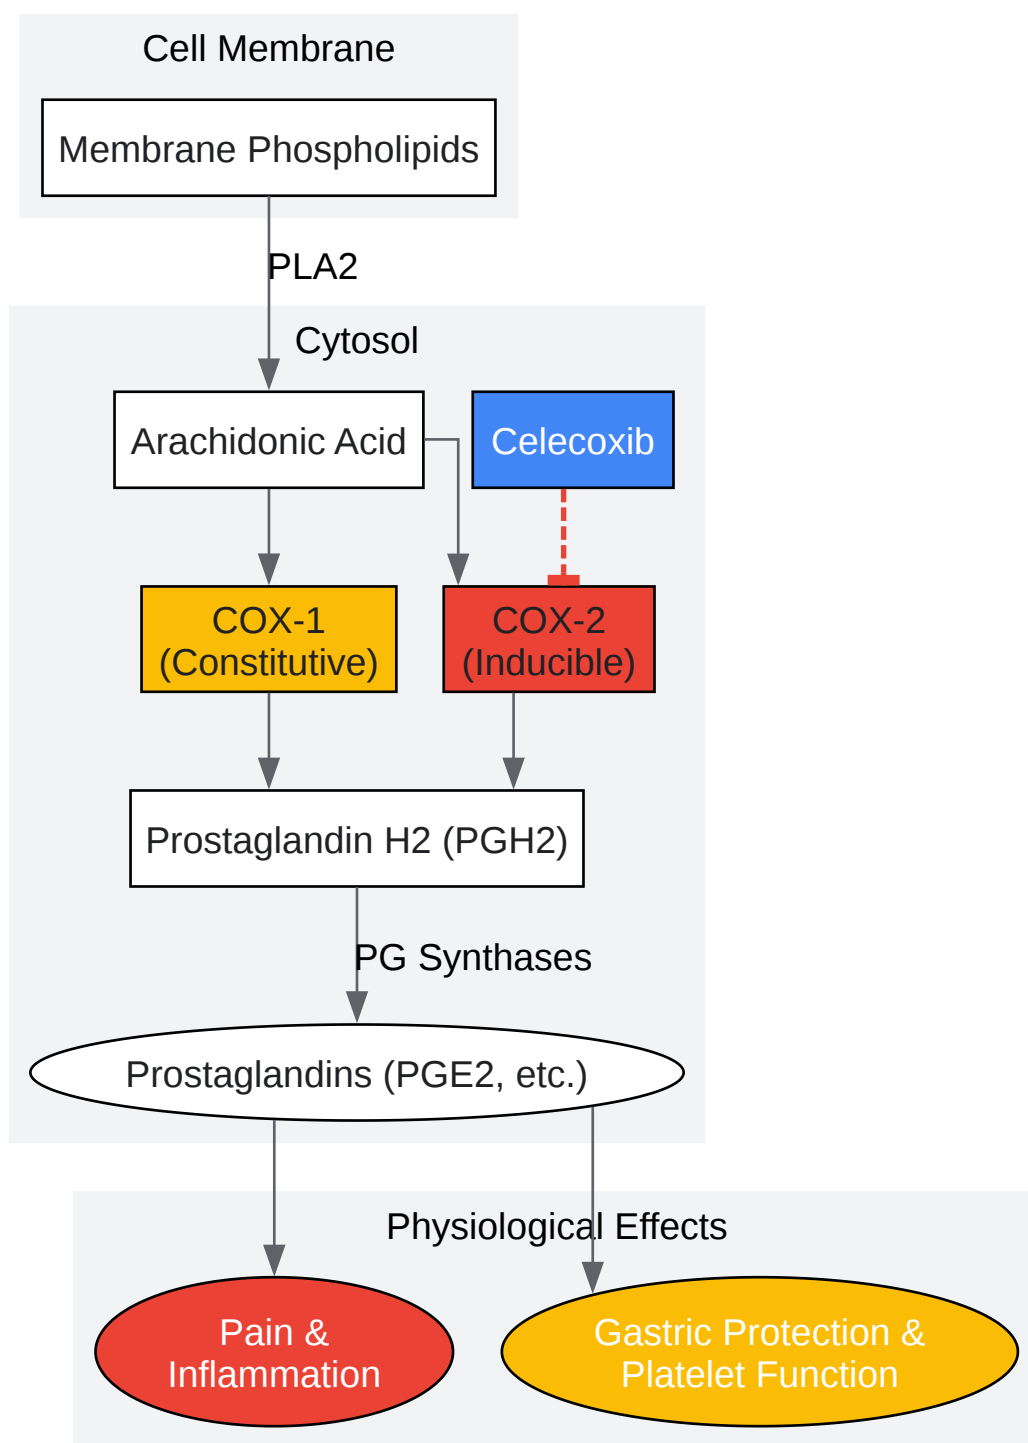 Cell Membrane
Membrane Phospholipids
PLA2
Cytosol
Arachidonic Acid
Celecoxib
COX-1
(Constitutive)
COX-2
(Inducible)
Prostaglandin H2 (PGH2)
PG Synthases
Prostaglandins (PGE2, etc.)
Physiological Effects
Pain &
Inflammation
Gastric Protection &
Platelet Function